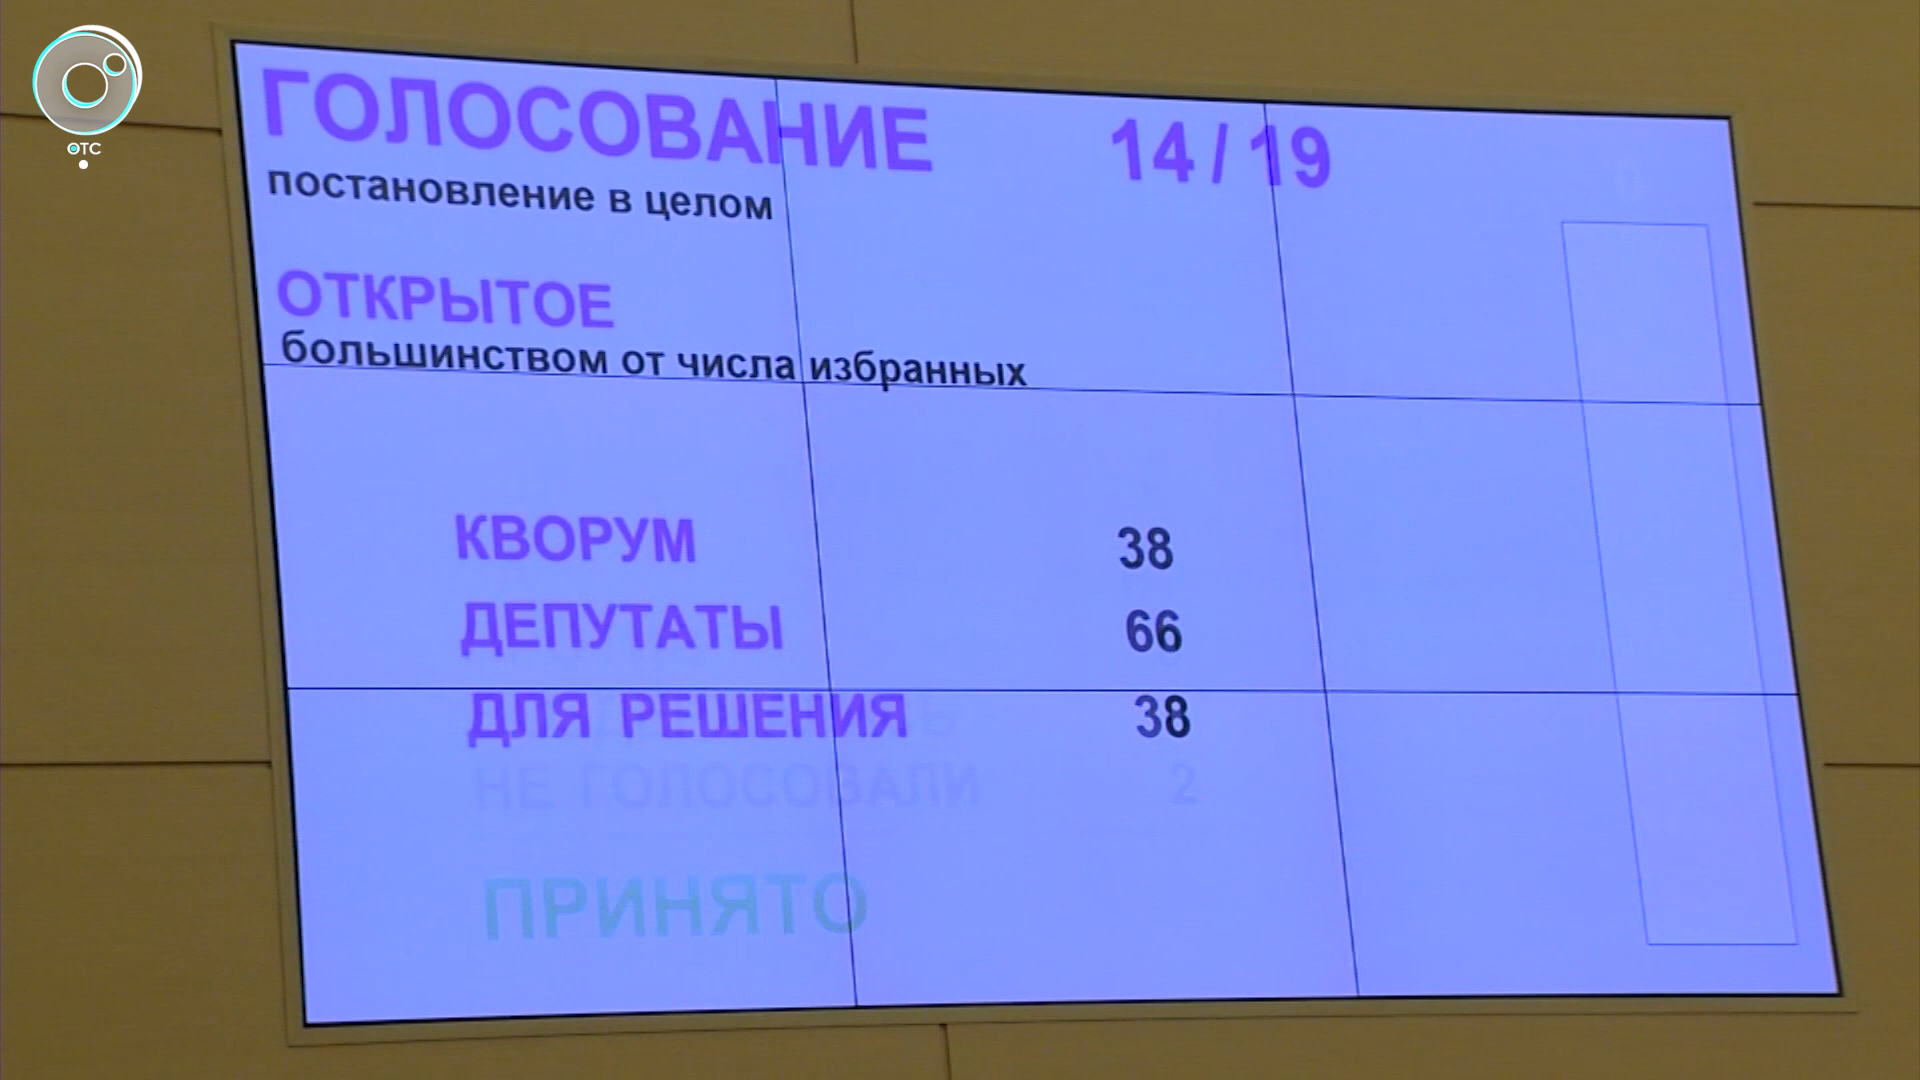 ОТС
ГОЛОСОВАНИЕ 14 / 19
постановление в целом
ОТКРЫТОЕ
большинством от числа избранных
КВОРУМ 38
ДЕПУТАТЫ 66
ДЛЯ РЕШЕНИЯ 38
НЕ ГОЛОСОВАЛИ 2
ПРИНЯТО